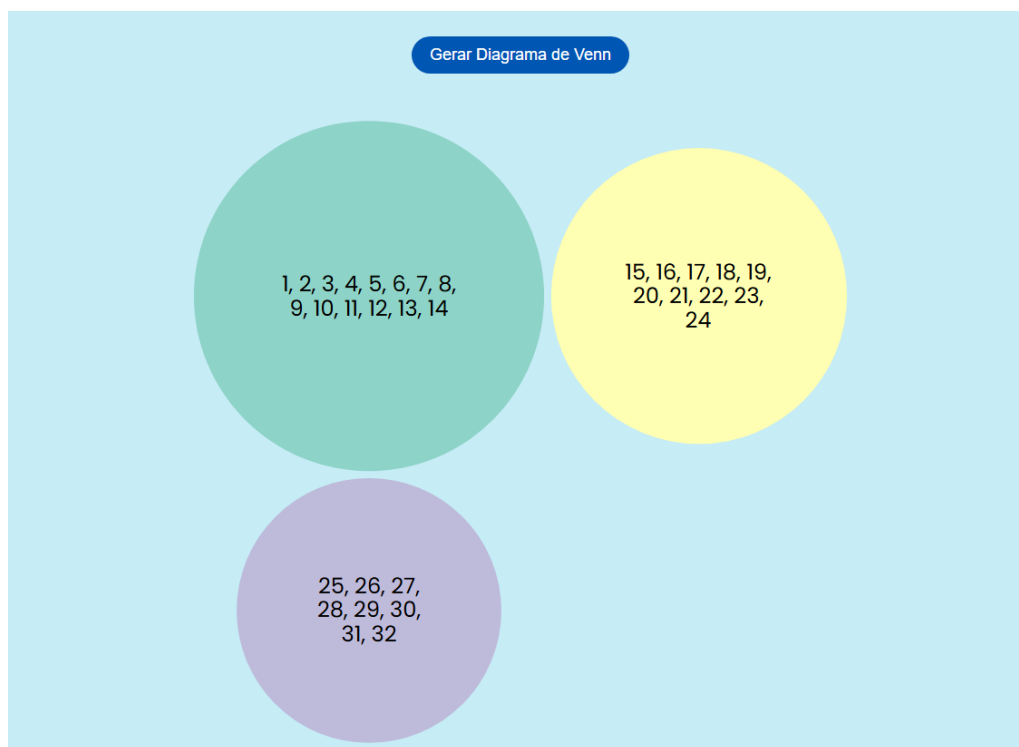 Gerar Diagrama de Venn
1, 2, 3, 4, 5, 6, 7, 8,
9, 10, 11, 12, 13, 14
15, 16, 17, 18, 19,
20, 21, 22, 23,
24
25, 26, 27,
28, 29, 30,
31, 32